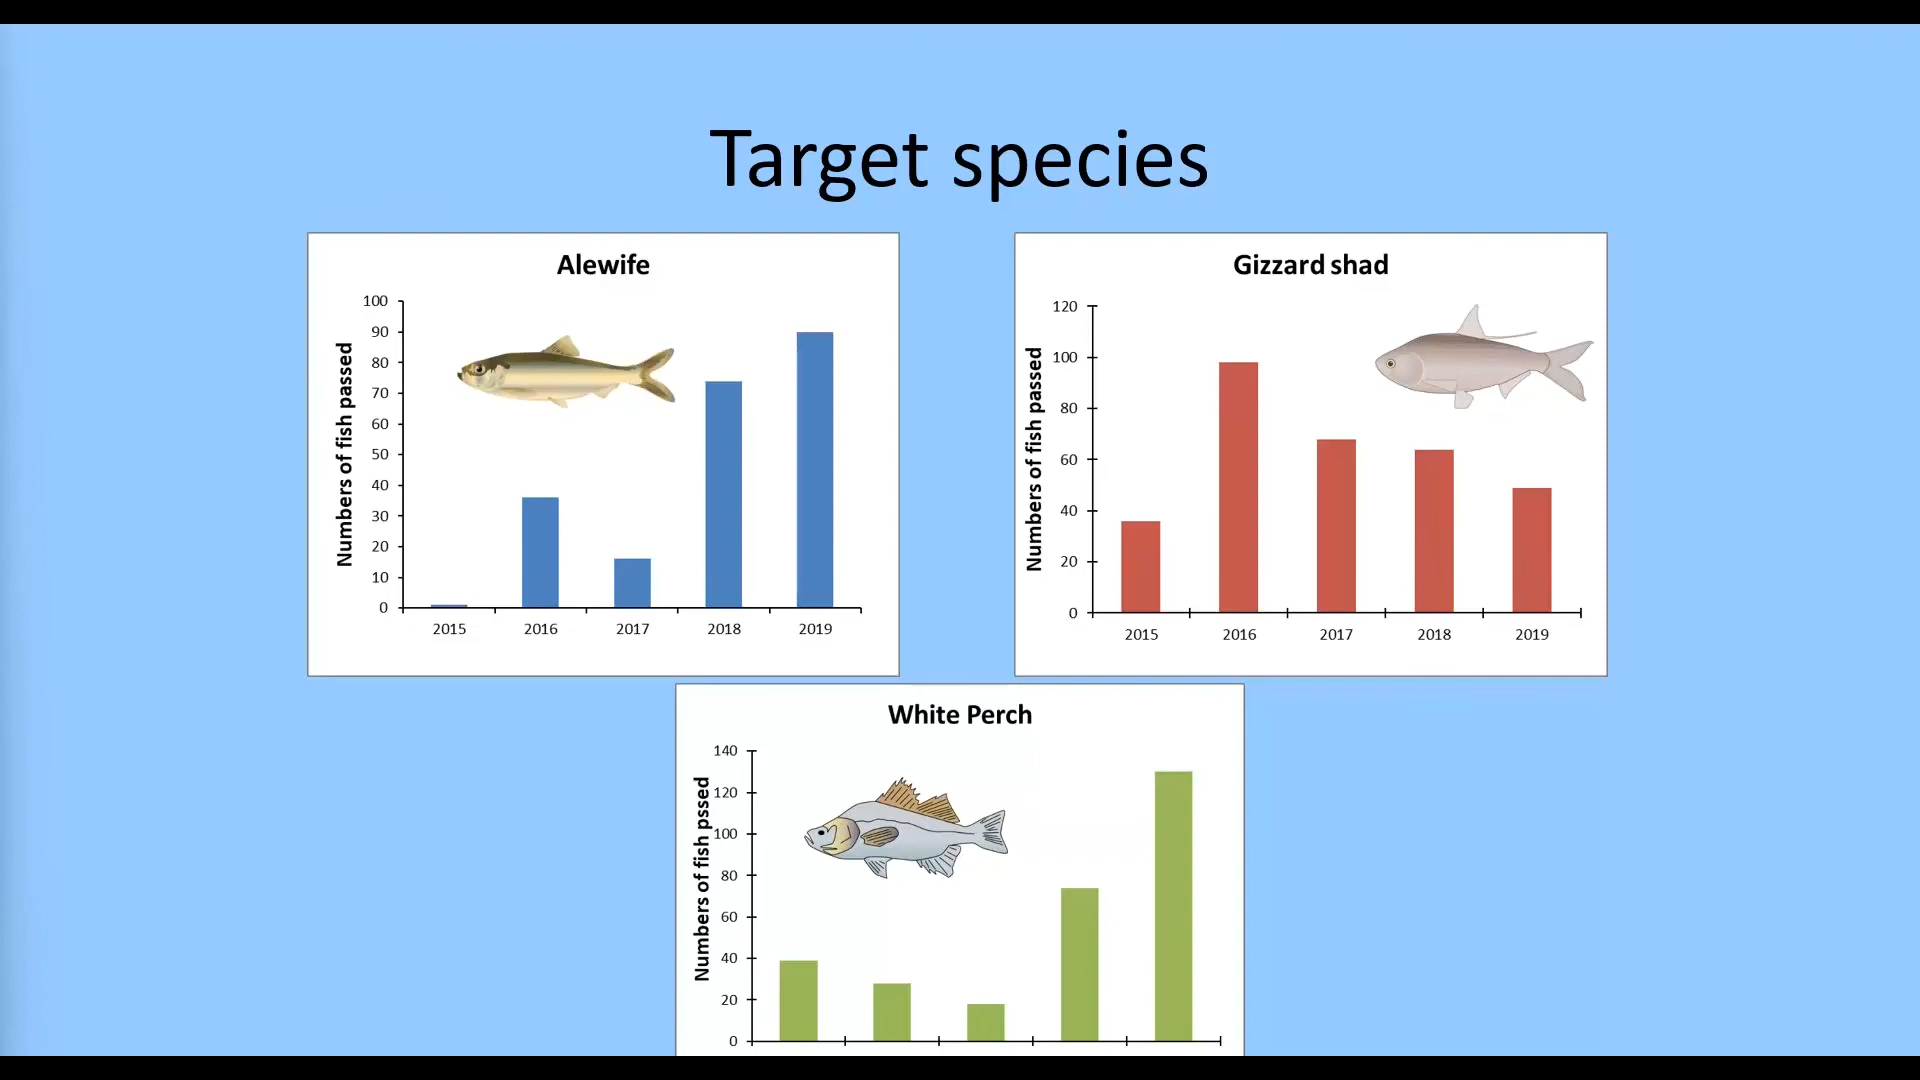 Target species
Alewife
Numbers of fish passed
100
90
80
70
60
50
40
30
20
10
0
2015 2016 2017 2018 2019
Gizzard shad
Numbers of fish passed
120
100
80
60
40
20
0
2015 2016 2017 2018 2019
White Perch
Numbers of fish pssed
140
120
100
80
60
40
20
0